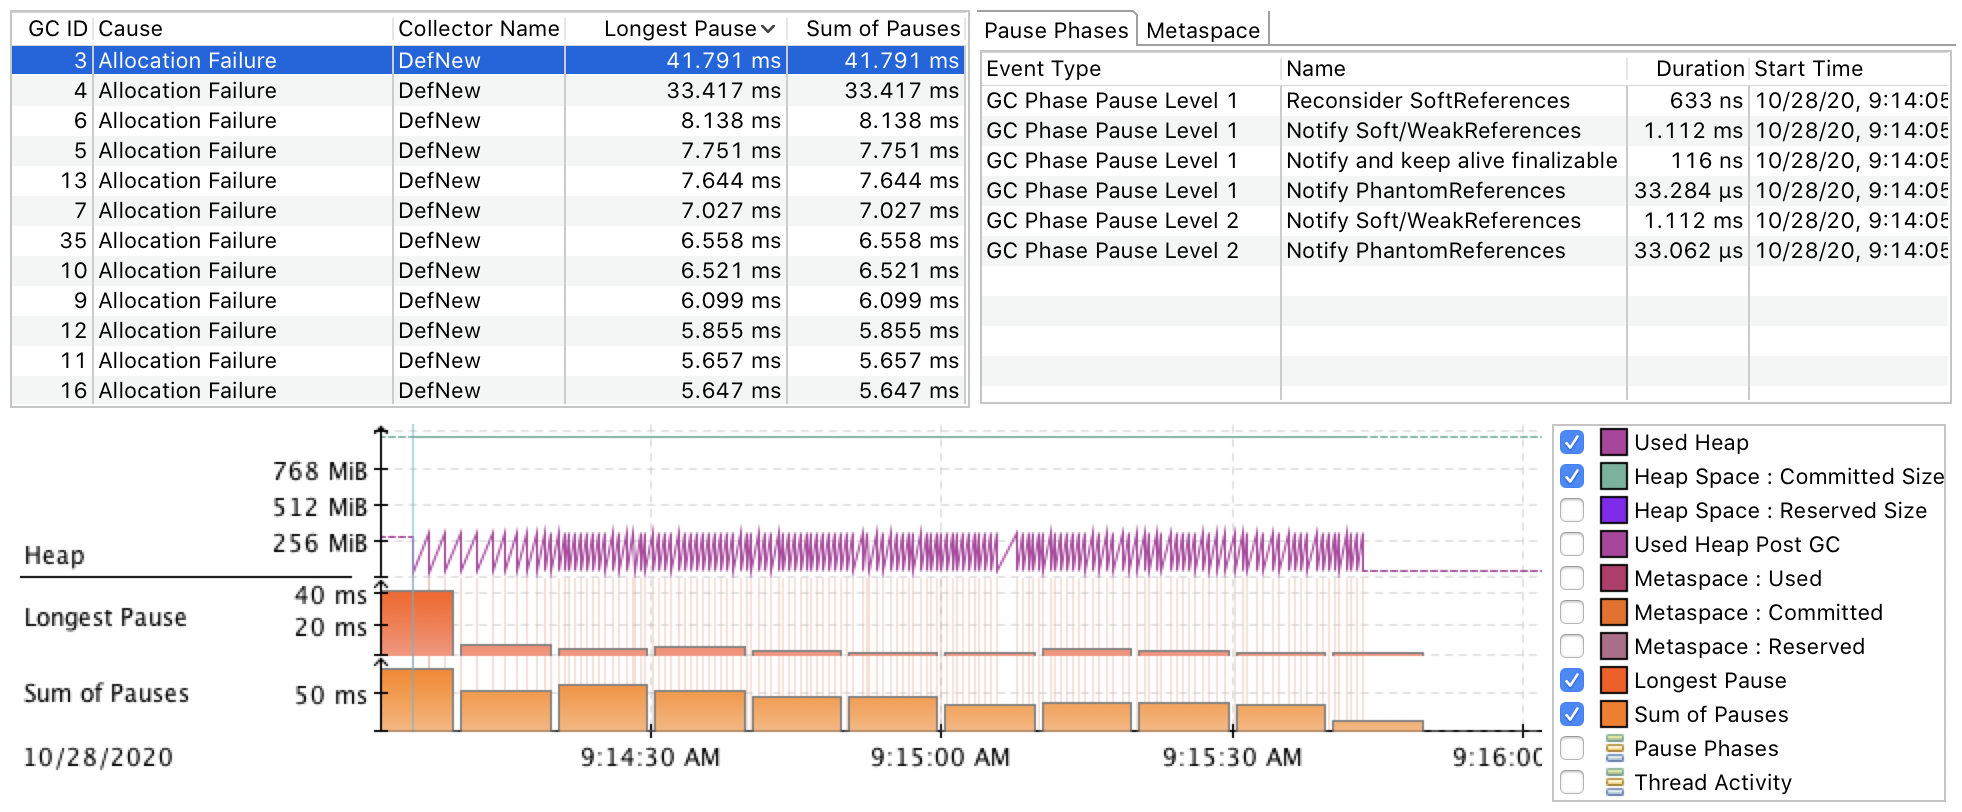 GC ID Cause Collector Name Longest Pause Sum of Pauses
3 Allocation Failure DefNew 41.791 ms 41.791 ms
4 Allocation Failure DefNew 33.417 ms 33.417 ms
6 Allocation Failure DefNew 8.138 ms 8.138 ms
5 Allocation Failure DefNew 7.751 ms 7.751 ms
13 Allocation Failure DefNew 7.644 ms 7.644 ms
7 Allocation Failure DefNew 7.027 ms 7.027 ms
35 Allocation Failure DefNew 6.558 ms 6.558 ms
10 Allocation Failure DefNew 6.521 ms 6.521 ms
9 Allocation Failure DefNew 6.099 ms 6.099 ms
12 Allocation Failure DefNew 5.855 ms 5.855 ms
11 Allocation Failure DefNew 5.657 ms 5.657 ms
16 Allocation Failure DefNew 5.647 ms 5.647 ms
Pause Phases Metaspace
Event Type Name Duration Start Time
GC Phase Pause Level 1 Reconsider SoftReferences 633 ns 10/28/20, 9:14:05
GC Phase Pause Level 1 Notify Soft/WeakReferences 1.112 ms 10/28/20, 9:14:05
GC Phase Pause Level 1 Notify and keep alive finalizable 116 ns 10/28/20, 9:14:05
GC Phase Pause Level 1 Notify PhantomReferences 33.284 µs 10/28/20, 9:14:05
GC Phase Pause Level 2 Notify Soft/WeakReferences 1.112 ms 10/28/20, 9:14:05
GC Phase Pause Level 2 Notify PhantomReferences 33.062 µs 10/28/20, 9:14:05
768 MiB
512 MiB
256 MiB
Heap
40 ms
Longest Pause
20 ms
Sum of Pauses
50 ms
10/28/2020 9:14:30 AM 9:15:00 AM 9:15:30 AM 9:16:00
Used Heap
Heap Space : Committed Size
Heap Space : Reserved Size
Used Heap Post GC
Metaspace : Used
Metaspace : Committed
Metaspace : Reserved
Longest Pause
Sum of Pauses
Pause Phases
Thread Activity